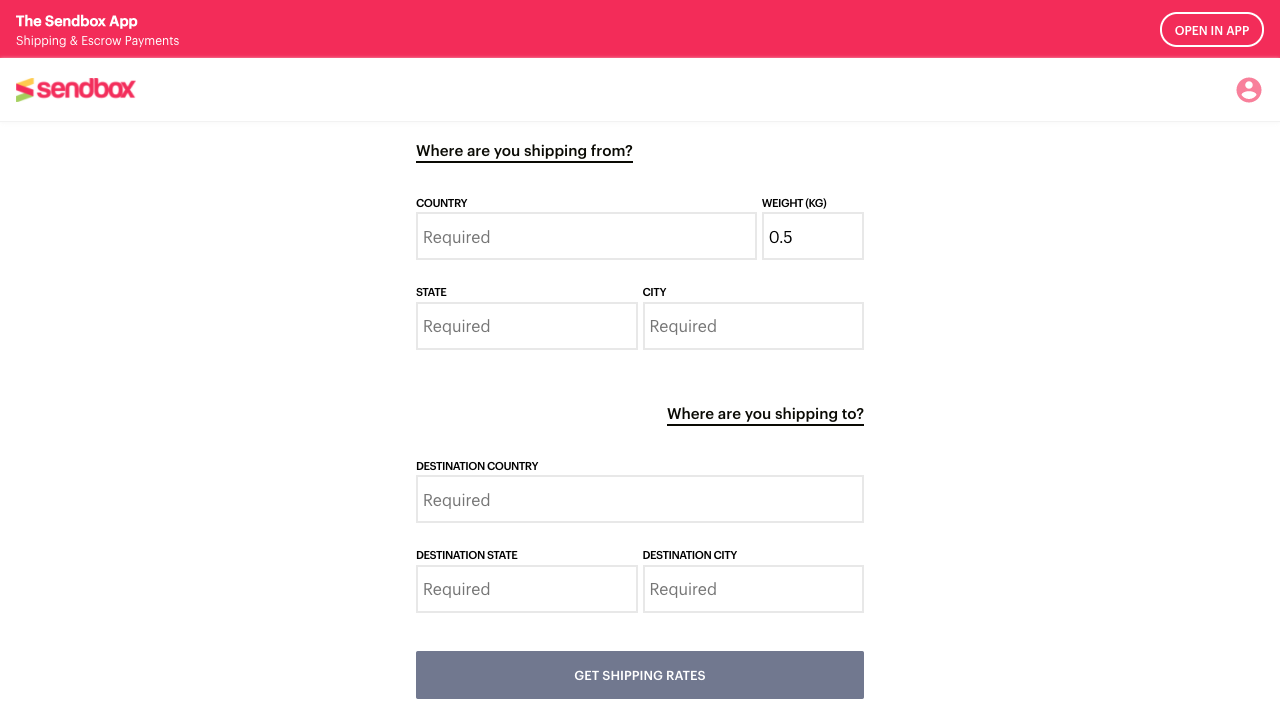 The Sendbox App
Shipping & Escrow Payments
OPEN IN APP
sendbox
Where are you shipping from?
COUNTRY
WEIGHT (KG)
Required
0.5
STATE
CITY
Required
Required
Where are you shipping to?
DESTINATION COUNTRY
Required
DESTINATION STATE
DESTINATION CITY
Required
Required
GET SHIPPING RATES